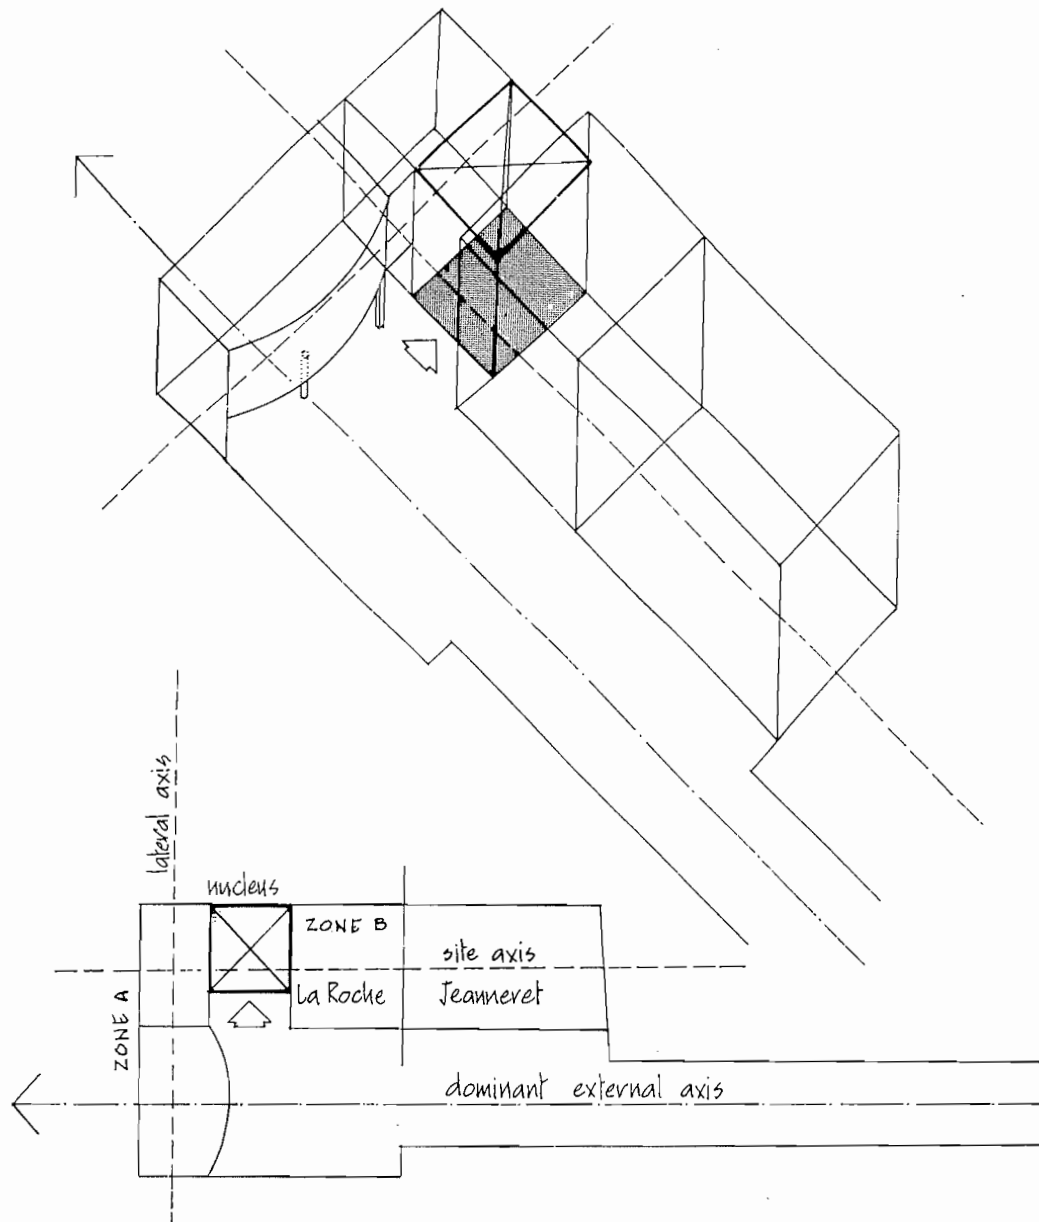 lateral axis
nucleus
ZONE B
site axis
La Roche
Jeanneret
ZONE A
dominant external axis